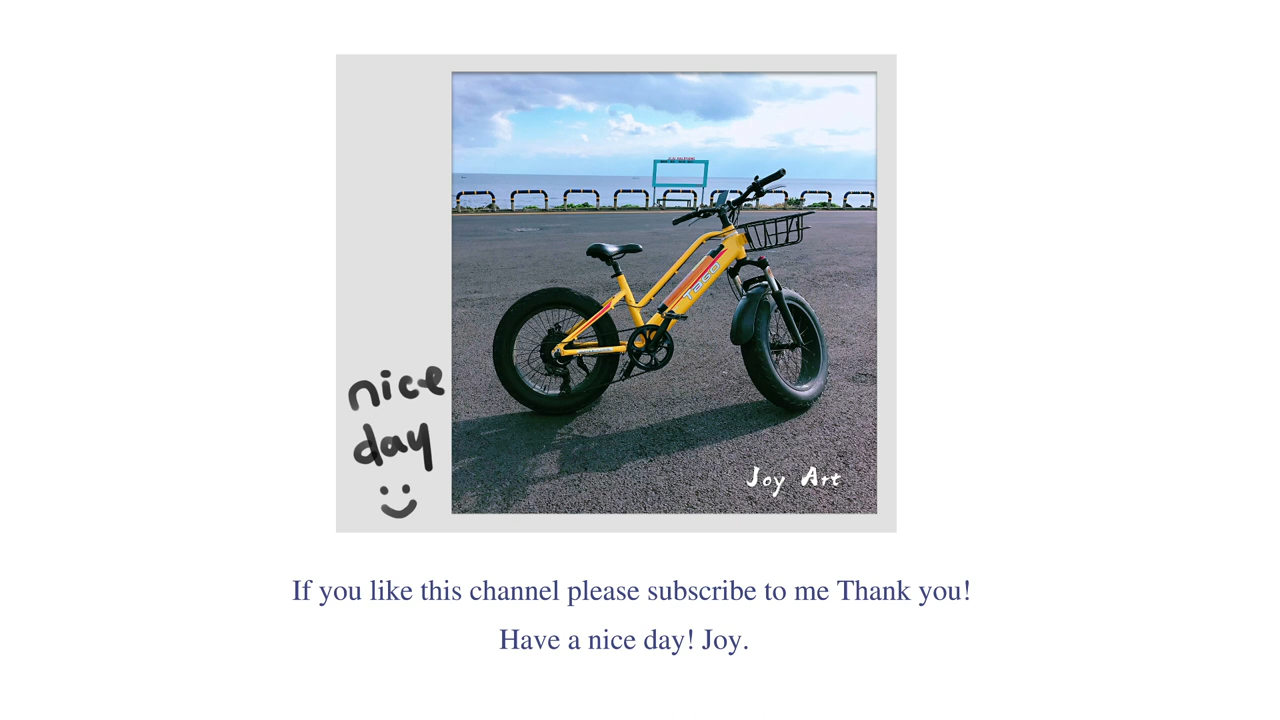 nice
day
Taso
Joy Art
If you like this channel please subscribe to me Thank you!
Have a nice day! Joy.